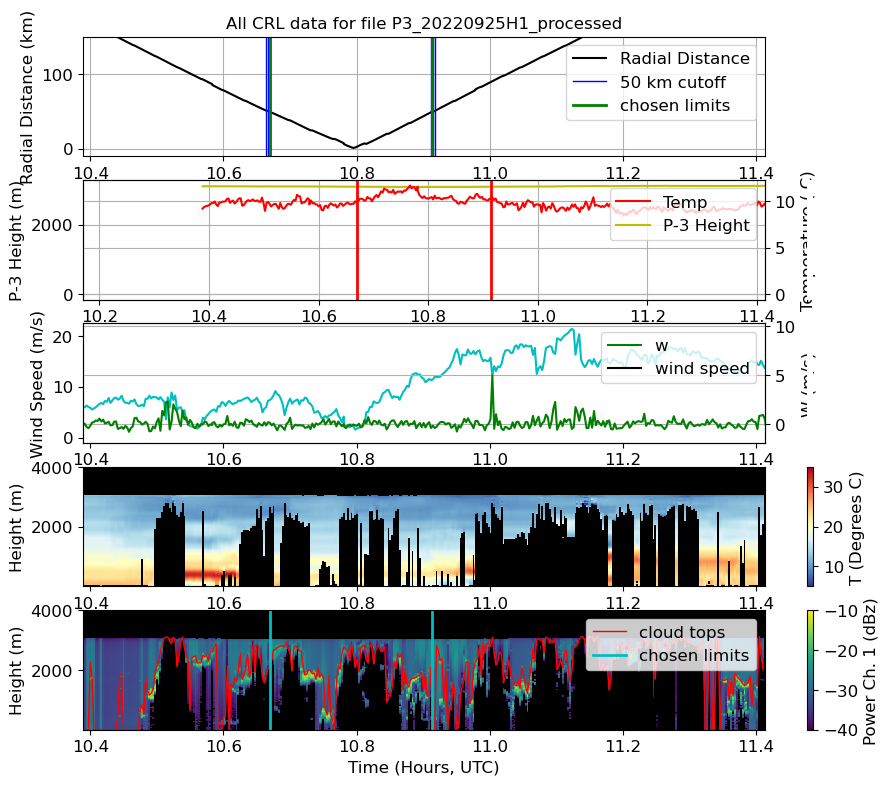 All CRL data for file P3_20220925H1_processed
Radial Distance (km)
100
0
Radial Distance
50 km cutoff
chosen limits
10.4 10.6 10.8 11.0 11.2 11.4
P-3 Height (m)
2000
0
Temp
P-3 Height
10
5
0
Temperature ( C)
10.2 10.4 10.6 10.8 11.0 11.2 11.4
Wind Speed (m/s)
20
10
0
w
wind speed
10
5
0
W (m/s)
10.4 10.6 10.8 11.0 11.2 11.4
Height (m)
4000
2000
30
20
10
T (Degrees C)
10.4 10.6 10.8 11.0 11.2 11.4
Height (m)
4000
2000
cloud tops
chosen limits
−10
−20
−30
−40
Power Ch. 1 (dBz)
10.4 10.6 10.8 11.0 11.2 11.4
Time (Hours, UTC)